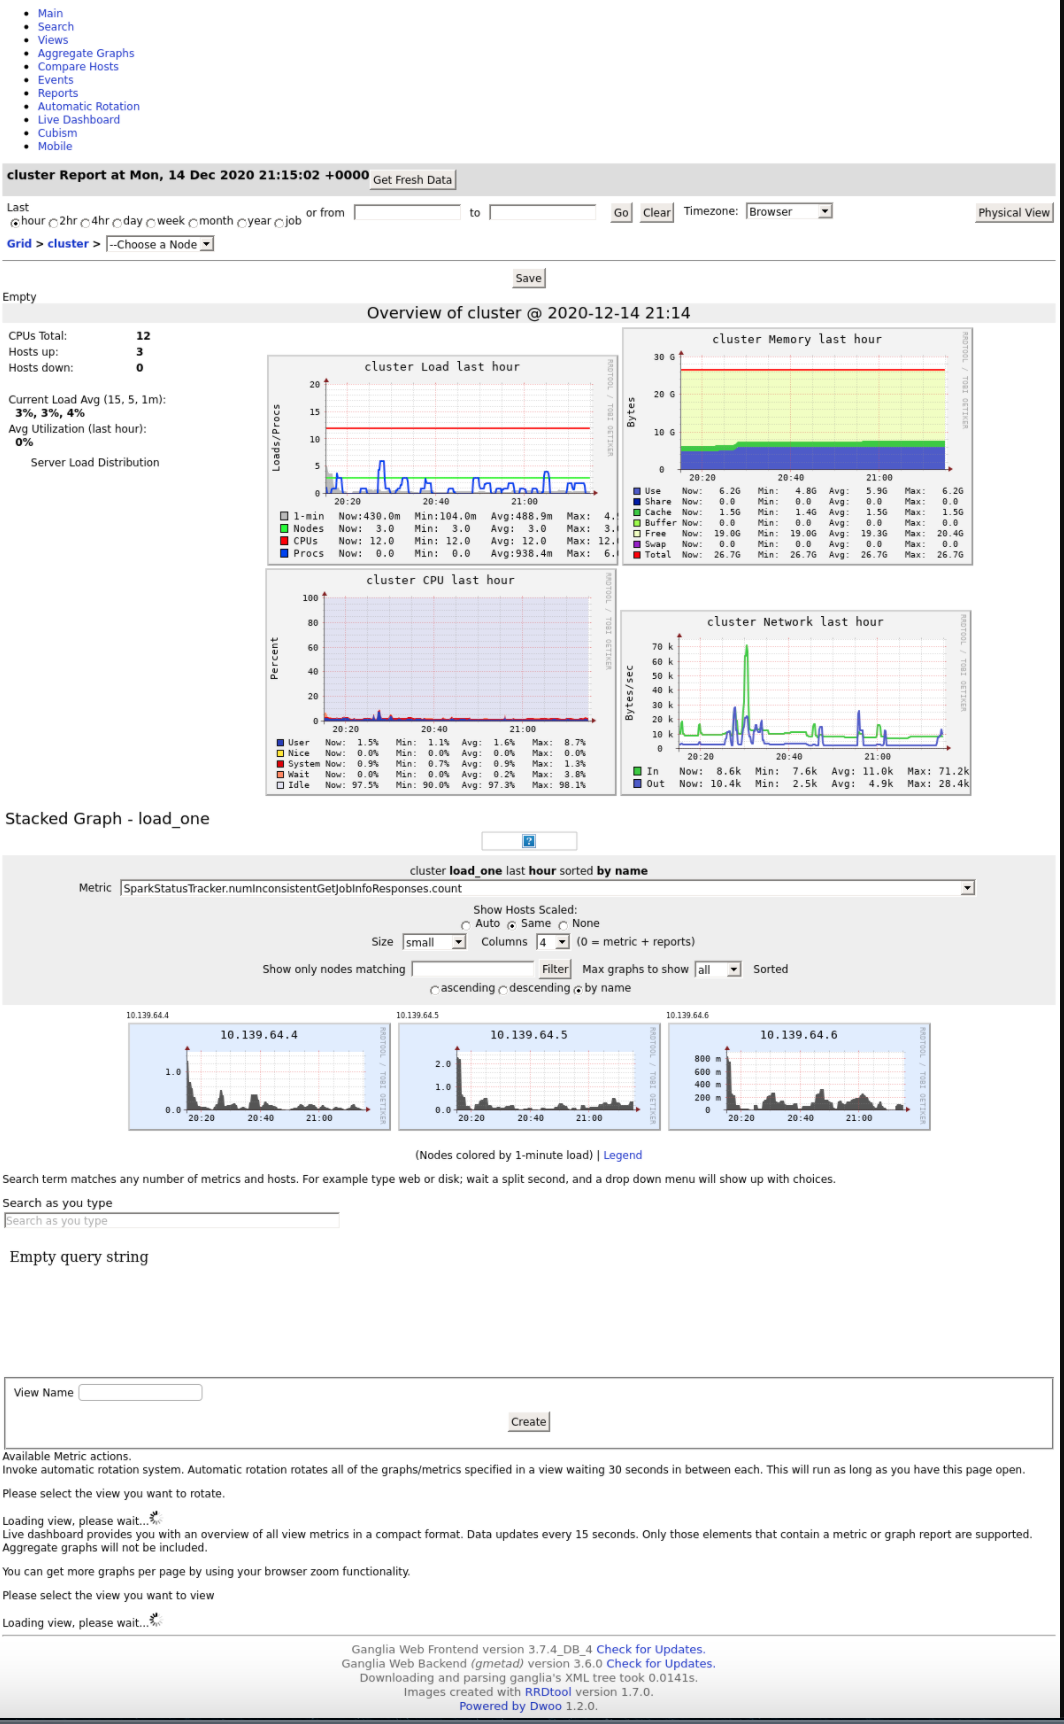 Main
Search
Views
Aggregate Graphs
Compare Hosts
Events
Reports
Automatic Rotation
Live Dashboard
Cubism
Mobile
cluster Report at Mon, 14 Dec 2020 21:15:02 +0000 Get Fresh Data
Last
hour 2hr 4hr day week month year job or from to Go Clear Timezone: Browser Physical View
Grid > cluster > --Choose a Node
Save
Empty
Overview of cluster @ 2020-12-14 21:14
CPUs Total: 12
Hosts up: 3
Hosts down: 0
Current Load Avg (15, 5, 1m):
3%, 3%, 4%
Avg Utilization (last hour):
0%
Server Load Distribution
cluster Load last hour
RRDTOOL / TOBI OETIKER
Loads/Procs
20
15
10
5
0
20:20 20:40 21:00
1-min Now:430.0m Min:104.0m Avg:488.9m Max: 4.
Nodes Now: 3.0 Min: 3.0 Avg: 3.0 Max: 3.
CPUs Now: 12.0 Min: 12.0 Avg: 12.0 Max: 12.
Procs Now: 0.0 Min: 0.0 Avg:938.4m Max: 6.
cluster Memory last hour
RRDTOOL / TOBI OETIKER
Bytes
30 G
20 G
10 G
0
20:20 20:40 21:00
Use Now: 6.2G Min: 4.8G Avg: 5.9G Max: 6.2G
Share Now: 0.0 Min: 0.0 Avg: 0.0 Max: 0.0
Cache Now: 1.5G Min: 1.4G Avg: 1.5G Max: 1.5G
Buffer Now: 0.0 Min: 0.0 Avg: 0.0 Max: 0.0
Free Now: 19.0G Min: 19.0G Avg: 19.3G Max: 20.4G
Swap Now: 0.0 Min: 0.0 Avg: 0.0 Max: 0.0
Total Now: 26.7G Min: 26.7G Avg: 26.7G Max: 26.7G
cluster CPU last hour
RRDTOOL / TOBI OETIKER
Percent
100
80
60
40
20
0
20:20 20:40 21:00
User Now: 1.5% Min: 1.1% Avg: 1.6% Max: 8.7%
Nice Now: 0.0% Min: 0.0% Avg: 0.0% Max: 0.0%
System Now: 0.9% Min: 0.7% Avg: 0.9% Max: 1.3%
Wait Now: 0.0% Min: 0.0% Avg: 0.2% Max: 3.8%
Idle Now: 97.5% Min: 90.0% Avg: 97.3% Max: 98.1%
cluster Network last hour
RRDTOOL / TOBI OETIKER
Bytes/sec
70 k
60 k
50 k
40 k
30 k
20 k
10 k
0
20:20 20:40 21:00
In Now: 8.6k Min: 7.6k Avg: 11.0k Max: 71.2k
Out Now: 10.4k Min: 2.5k Avg: 4.9k Max: 28.4k
Stacked Graph - load_one
?
cluster load_one last hour sorted by name
Metric SparkStatusTracker.numInconsistentGetJobInfoResponses.count
Show Hosts Scaled:
Auto Same None
Size small Columns 4 (0 = metric + reports)
Show only nodes matching Filter Max graphs to show all Sorted
ascending descending by name
10.139.64.4
10.139.64.4
RRDTOOL / TOBI OETIKER
1.0
0.0
20:20 20:40 21:00
10.139.64.5
10.139.64.5
RRDTOOL / TOBI OETIKER
2.0
1.0
0.0
20:20 20:40 21:00
10.139.64.6
10.139.64.6
RRDTOOL / TOBI OETIKER
800 m
600 m
400 m
200 m
0
20:20 20:40 21:00
(Nodes colored by 1-minute load) | Legend
Search term matches any number of metrics and hosts. For example type web or disk; wait a split second, and a drop down menu will show up with choices.
Search as you type
Search as you type
Empty query string
View Name
Create
Available Metric actions.
Invoke automatic rotation system. Automatic rotation rotates all of the graphs/metrics specified in a view waiting 30 seconds in between each. This will run as long as you have this page open.
Please select the view you want to rotate.
Loading view, please wait...
Live dashboard provides you with an overview of all view metrics in a compact format. Data updates every 15 seconds. Only those elements that contain a metric or graph report are supported.
Aggregate graphs will not be included.
You can get more graphs per page by using your browser zoom functionality.
Please select the view you want to view
Loading view, please wait...
Ganglia Web Frontend version 3.7.4_DB_4 Check for Updates.
Ganglia Web Backend (gmetad) version 3.6.0 Check for Updates.
Downloading and parsing ganglia's XML tree took 0.0141s.
Images created with RRDtool version 1.7.0.
Powered by Dwoo 1.2.0.